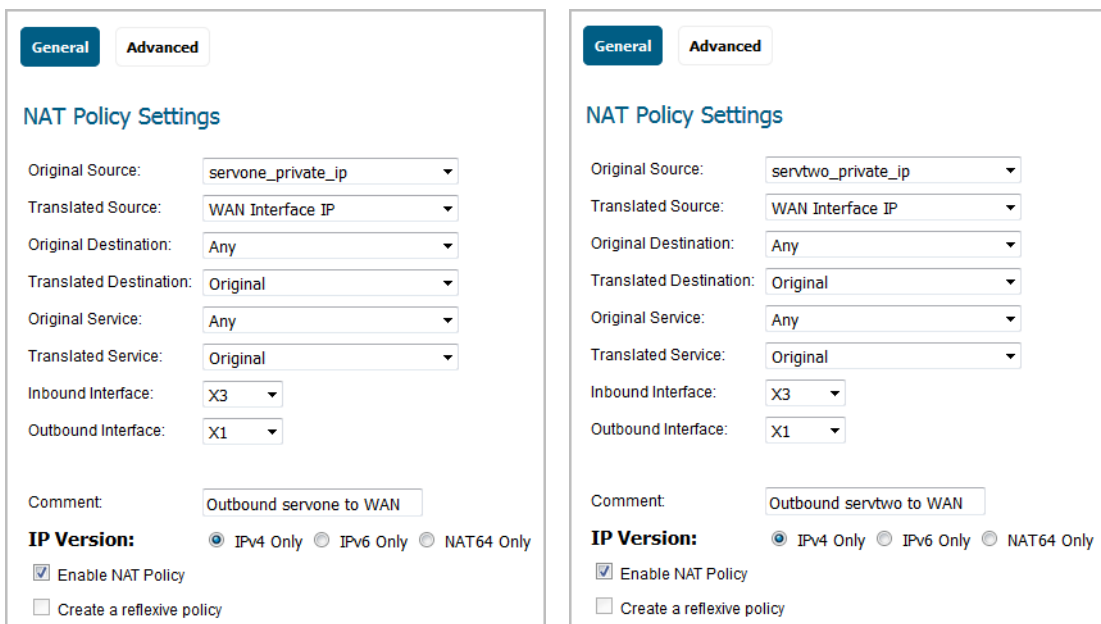 General Advanced
NAT Policy Settings
Original Source: servone_private_ip
Translated Source: WAN Interface IP
Original Destination: Any
Translated Destination: Original
Original Service: Any
Translated Service: Original
Inbound Interface: X3
Outbound Interface: X1
Comment: Outbound servone to WAN
IP Version: IPv4 Only IPv6 Only NAT64 Only
Enable NAT Policy
Create a reflexive policy
General Advanced
NAT Policy Settings
Original Source: servtwo_private_ip
Translated Source: WAN Interface IP
Original Destination: Any
Translated Destination: Original
Original Service: Any
Translated Service: Original
Inbound Interface: X3
Outbound Interface: X1
Comment: Outbound servtwo to WAN
IP Version: IPv4 Only IPv6 Only NAT64 Only
Enable NAT Policy
Create a reflexive policy